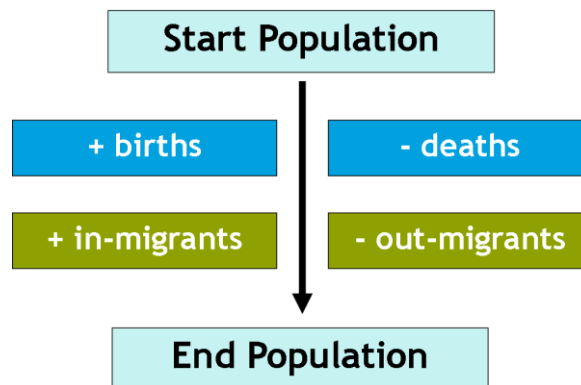 Start Population
+ births
- deaths
+ in-migrants
- out-migrants
End Population